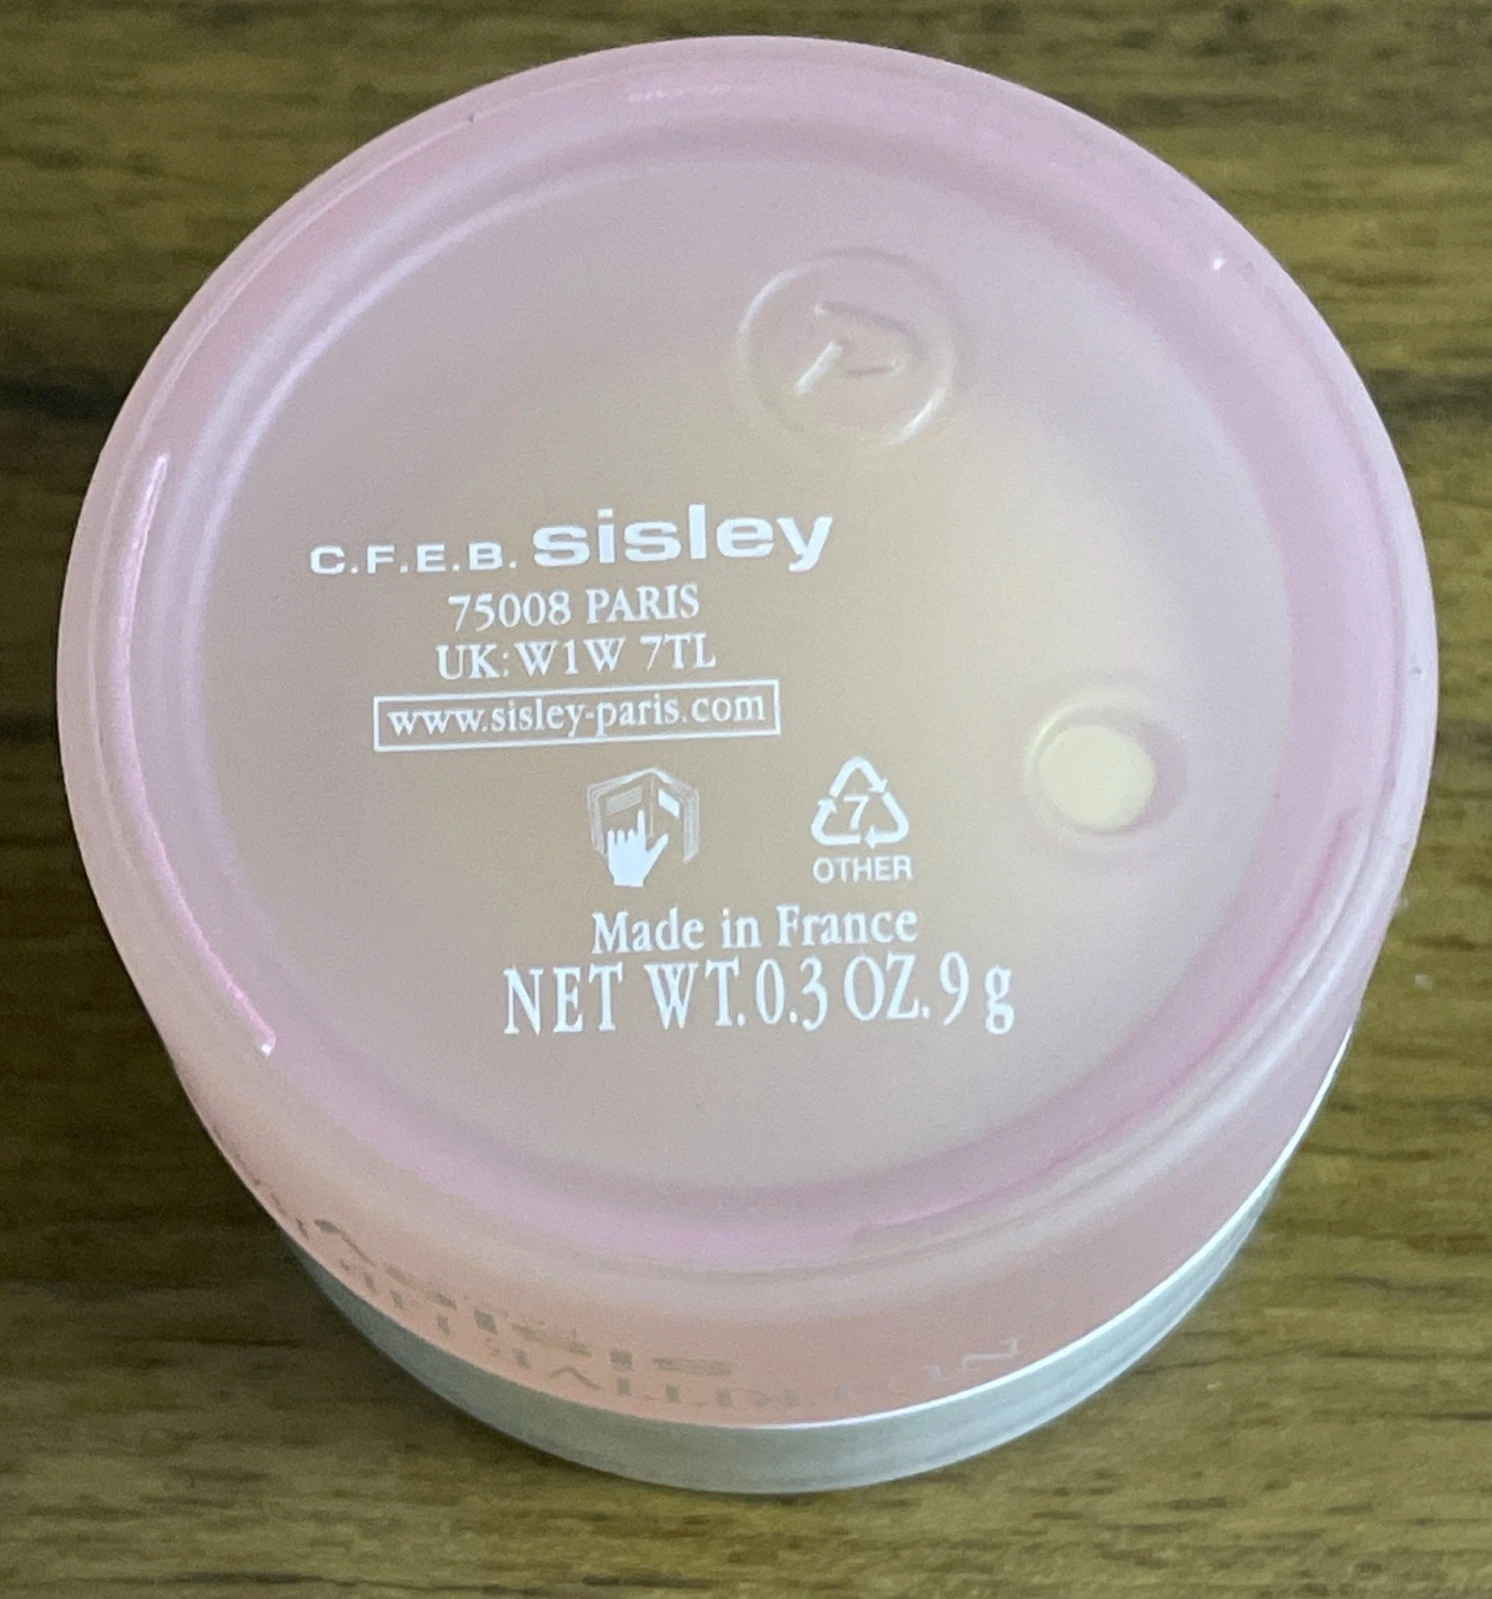 C.F.E.B. sisley
75008 PARIS
UK: W1W 7TL
www.sisley-paris.com
7
OTHER
Made in France
NET WT. 0.3 OZ. 9 g